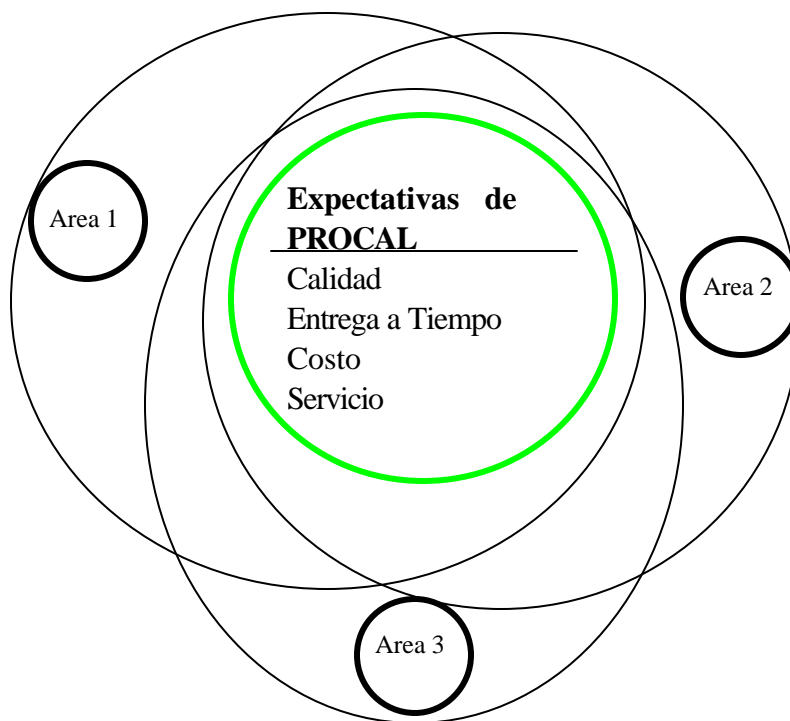 Expectativas de
PROCAL
Calidad
Entrega a Tiempo
Costo
Servicio
Area 1
Area 2
Area 3